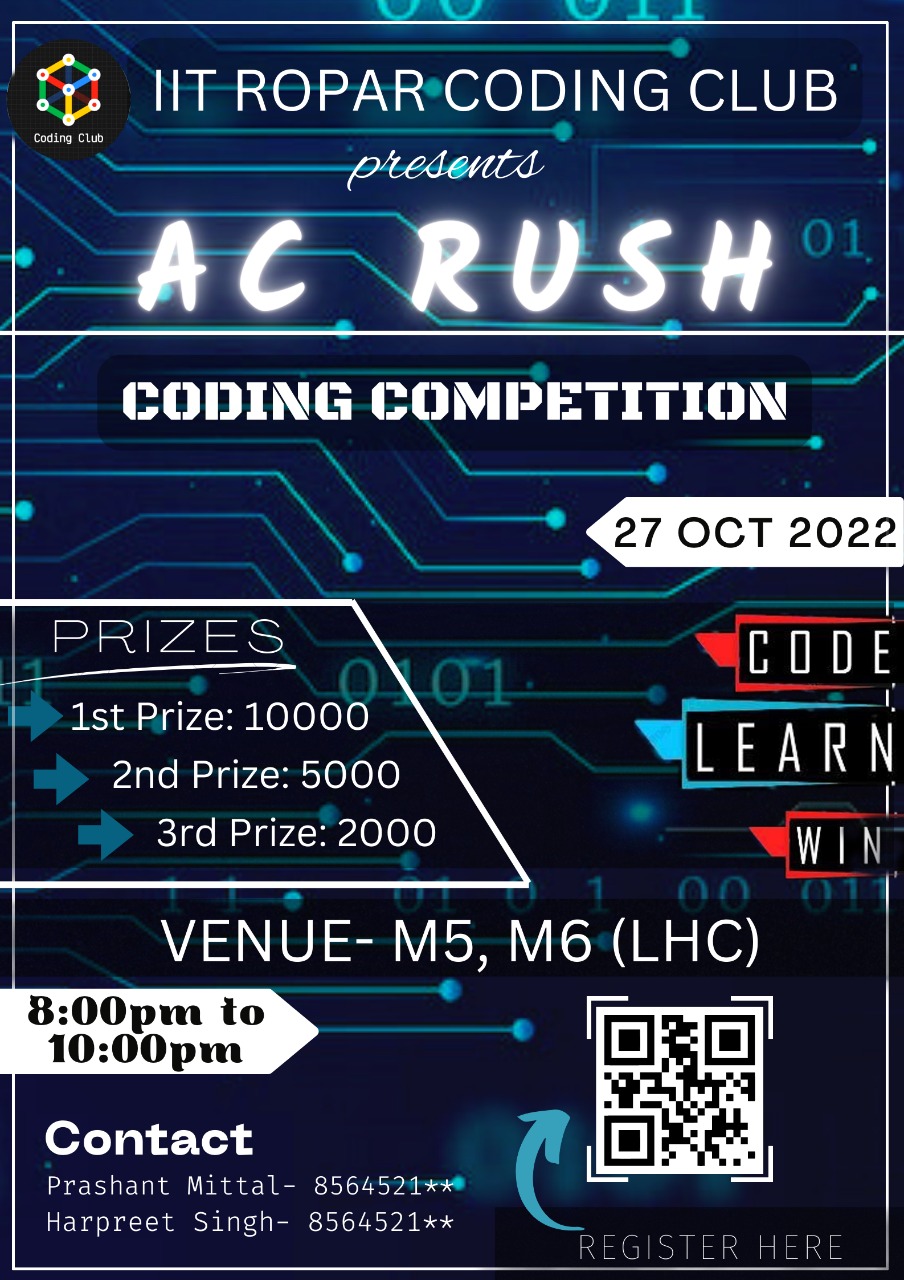 IIT ROPAR CODING CLUB
Coding Club
presents
AC RUSH
01
CODING COMPETITION
27 OCT 2022
PRIZES
1st Prize: 10000
2nd Prize: 5000
3rd Prize: 2000
0101
CODE
LEARN
WIN
VENUE- M5, M6 (LHC)
8:00pm to
10:00pm
Contact
Prashant Mittal- 8564521**
Harpreet Singh- 8564521**
REGISTER HERE